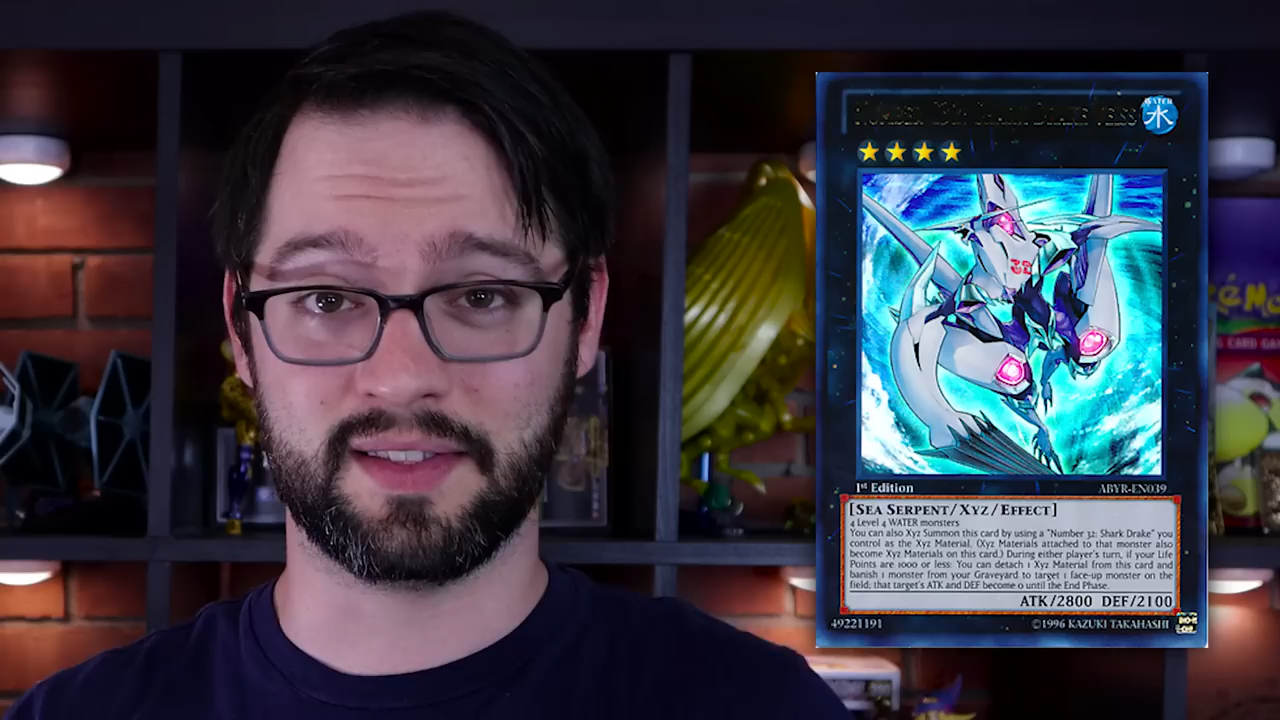 WATER
水
1st Edition
ABYR-EN039
[SEA SERPENT/XYZ/EFFECT]
4 Level 4 WATER monsters
You can also Xyz Summon this card by using a "Number 32: Shark Drake" you
control as the Xyz Material. (Xyz Materials attached to that monster also
become Xyz Materials on this card.) During either player's turn, if your Life
Points are 1000 or less: You can detach 1 Xyz Material from this card and
banish 1 monster from your Graveyard to target 1 face-up monster on the
field; that target's ATK and DEF become 0 until the End Phase.
ATK/2800 DEF/2100
49221191
©1996 KAZUKI TAKAHASHI
CARD